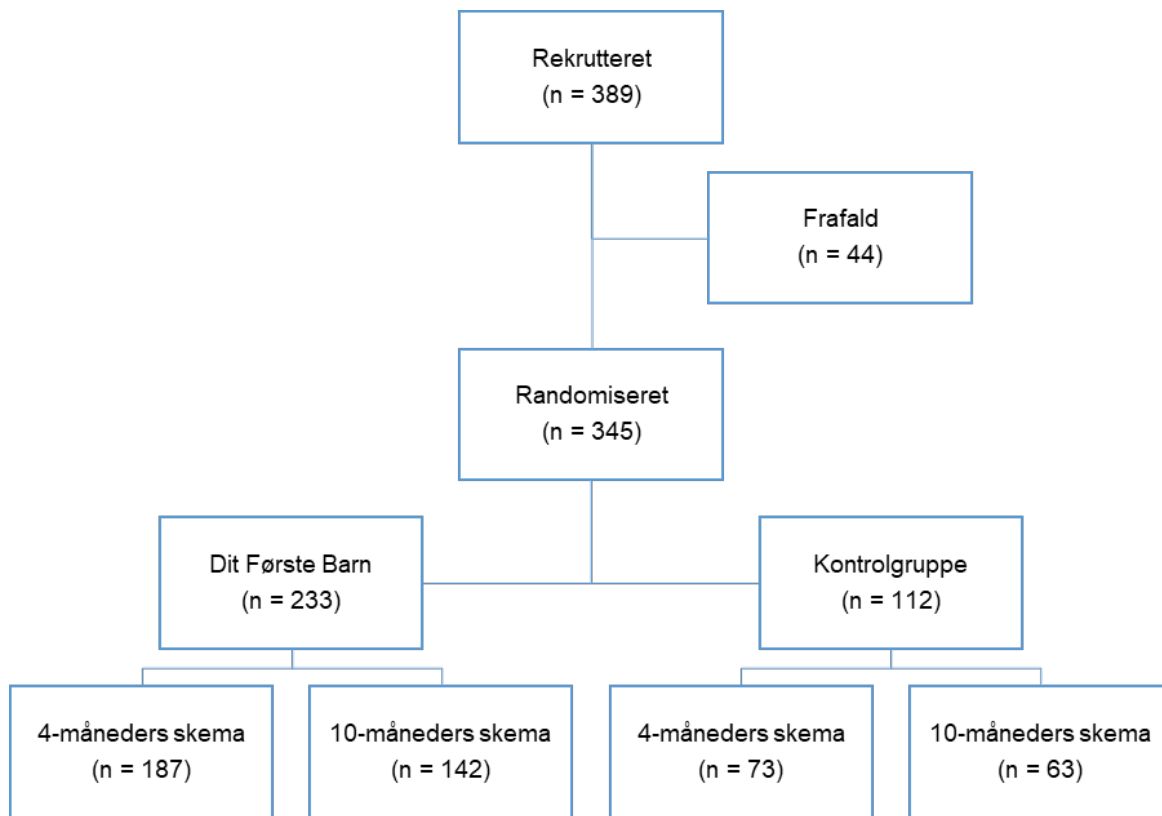 Rekrutteret
(n = 389)
Frafald
(n = 44)
Randomiseret
(n = 345)
Dit Første Barn
(n = 233)
Kontrolgruppe
(n = 112)
4-måneders skema
(n = 187)
10-måneders skema
(n = 142)
4-måneders skema
(n = 73)
10-måneders skema
(n = 63)